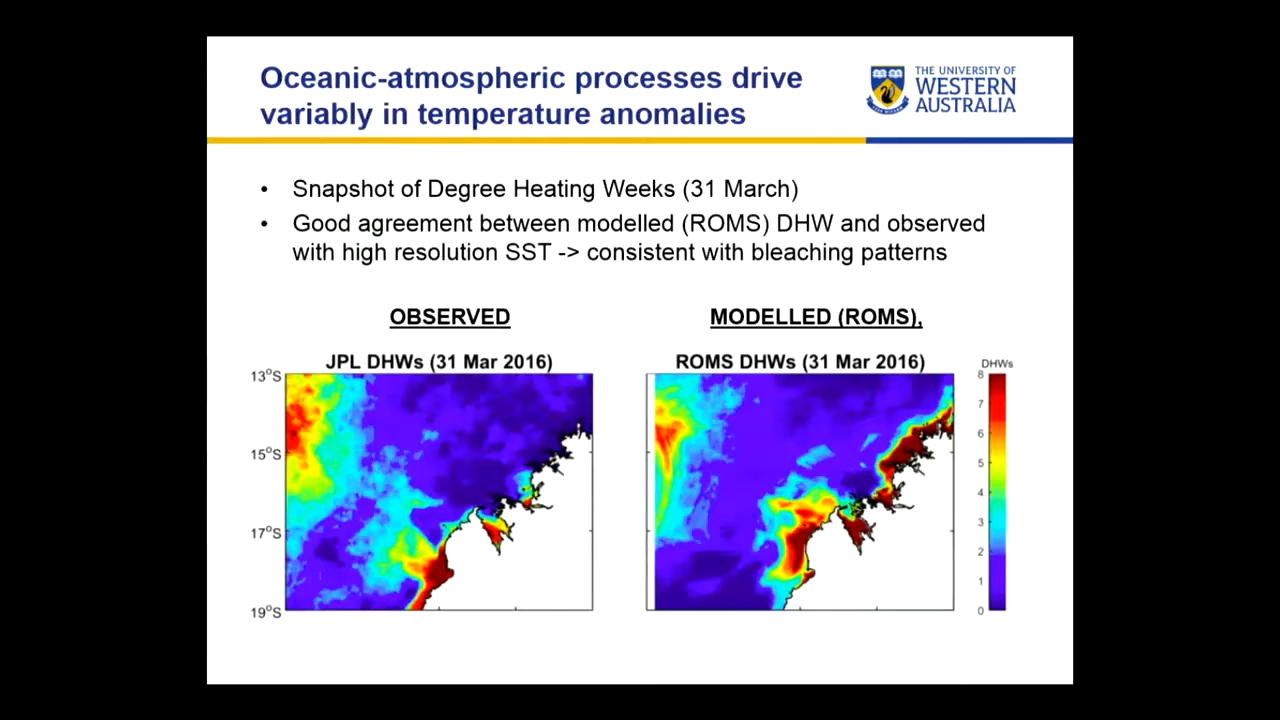 Oceanic-atmospheric processes drive
variably in temperature anomalies
THE UNIVERSITY OF
WESTERN
AUSTRALIA
• Snapshot of Degree Heating Weeks (31 March)
• Good agreement between modelled (ROMS) DHW and observed
with high resolution SST -> consistent with bleaching patterns
OBSERVED
MODELLED (ROMS),
JPL DHWs (31 Mar 2016)
ROMS DHWs (31 Mar 2016)
DHWs
13°S
15°S
17°S
19°S
8
7
6
5
4
3
2
1
0